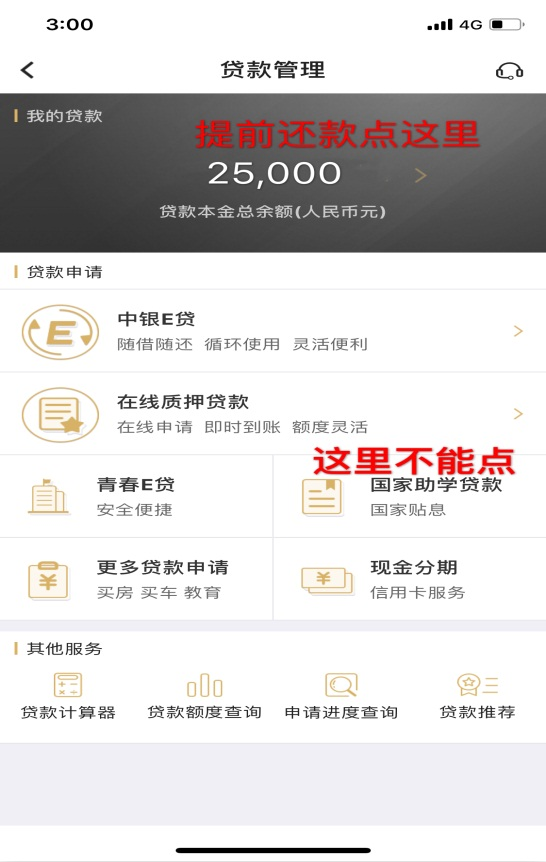 3:00
4G
贷款管理
我的贷款
提前还款点这里
25,000
贷款本金总余额(人民币元)
贷款申请
中银E贷
随借随还 循环使用 灵活便利
在线质押贷款
在线申请 即时到账 额度灵活
这里不能点
青春E贷
安全便捷
国家助学贷款
国家贴息
更多贷款申请
买房 买车 教育
现金分期
信用卡服务
其他服务
贷款计算器
贷款额度查询
申请进度查询
贷款推荐